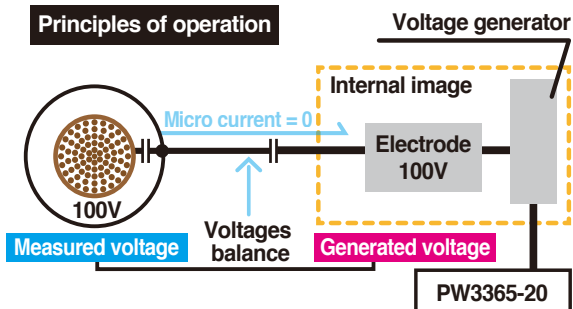 Principles of operation
Voltage generator
Internal image
Micro current = 0
Electrode
100V
100V
Voltages
balance
Measured voltage
Generated voltage
PW3365-20